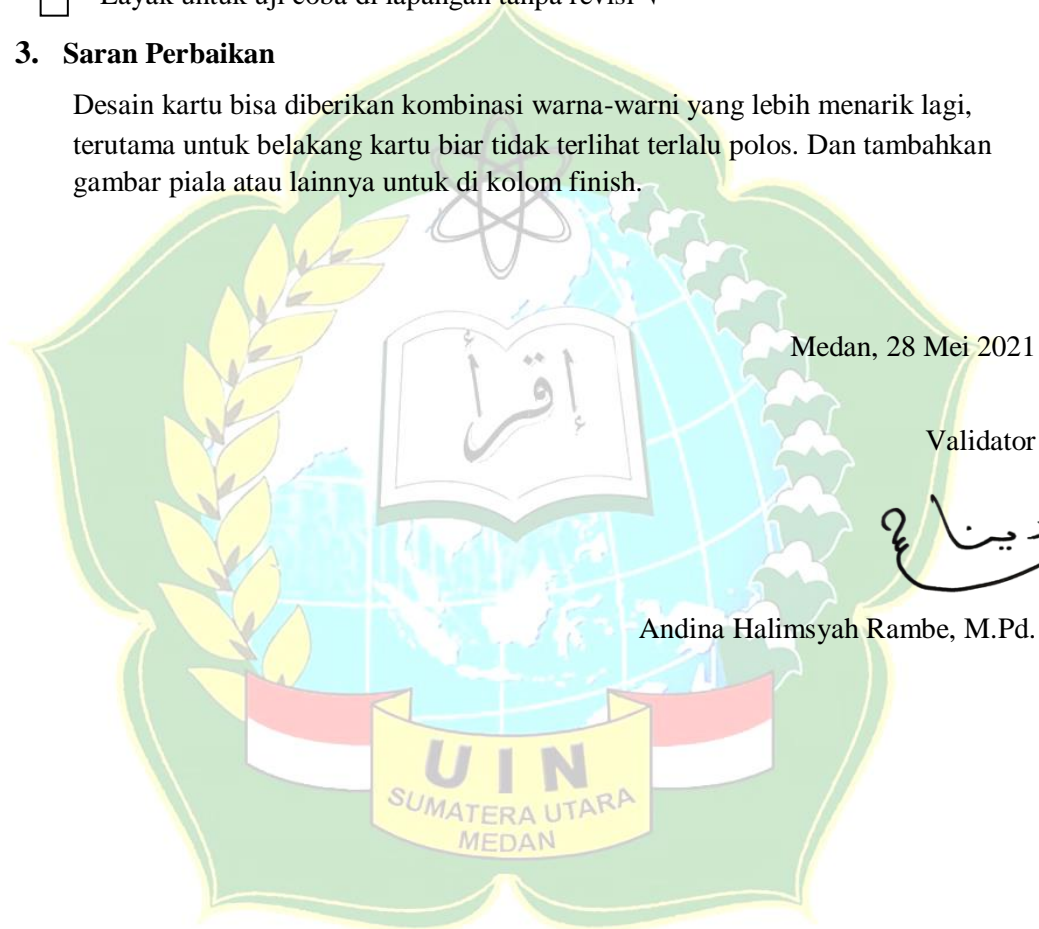 Layak untuk uji coba di lapangan tanpa revisi √
3. Saran Perbaikan
Desain kartu bisa diberikan kombinasi warna-warni yang lebih menarik lagi,
terutama untuk belakang kartu biar tidak terlihat terlalu polos. Dan tambahkan
gambar piala atau lainnya untuk di kolom finish.
إقرأ
Medan, 28 Mei 2021
Validator
Andina Halimsyah Rambe, M.Pd.
UIN
SUMATERA UTARA
MEDAN